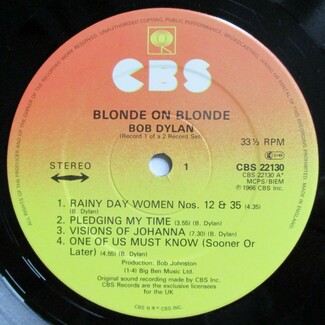 CBS
BLONDE ON BLONDE
BOB DYLAN
(Record 1 of a 2 Record Set)
33⅓ RPM
STEREO
1
CBS 22130
CBS 22130 A*
MCPS/BIEM
℗ 1966 CBS Inc.
1. RAINY DAY WOMEN Nos. 12 & 35 (4.35)
(B. Dylan)
2. PLEDGING MY TIME (3.55) (B. Dylan)
3. VISIONS OF JOHANNA (7.30) (B. Dylan)
4. ONE OF US MUST KNOW (Sooner Or
Later) (4.55) (B. Dylan)
Production: Bob Johnston
(1-4) Big Ben Music Ltd.
Original sound recording made by CBS Inc.
CBS Records are the exclusive licensees
for the UK